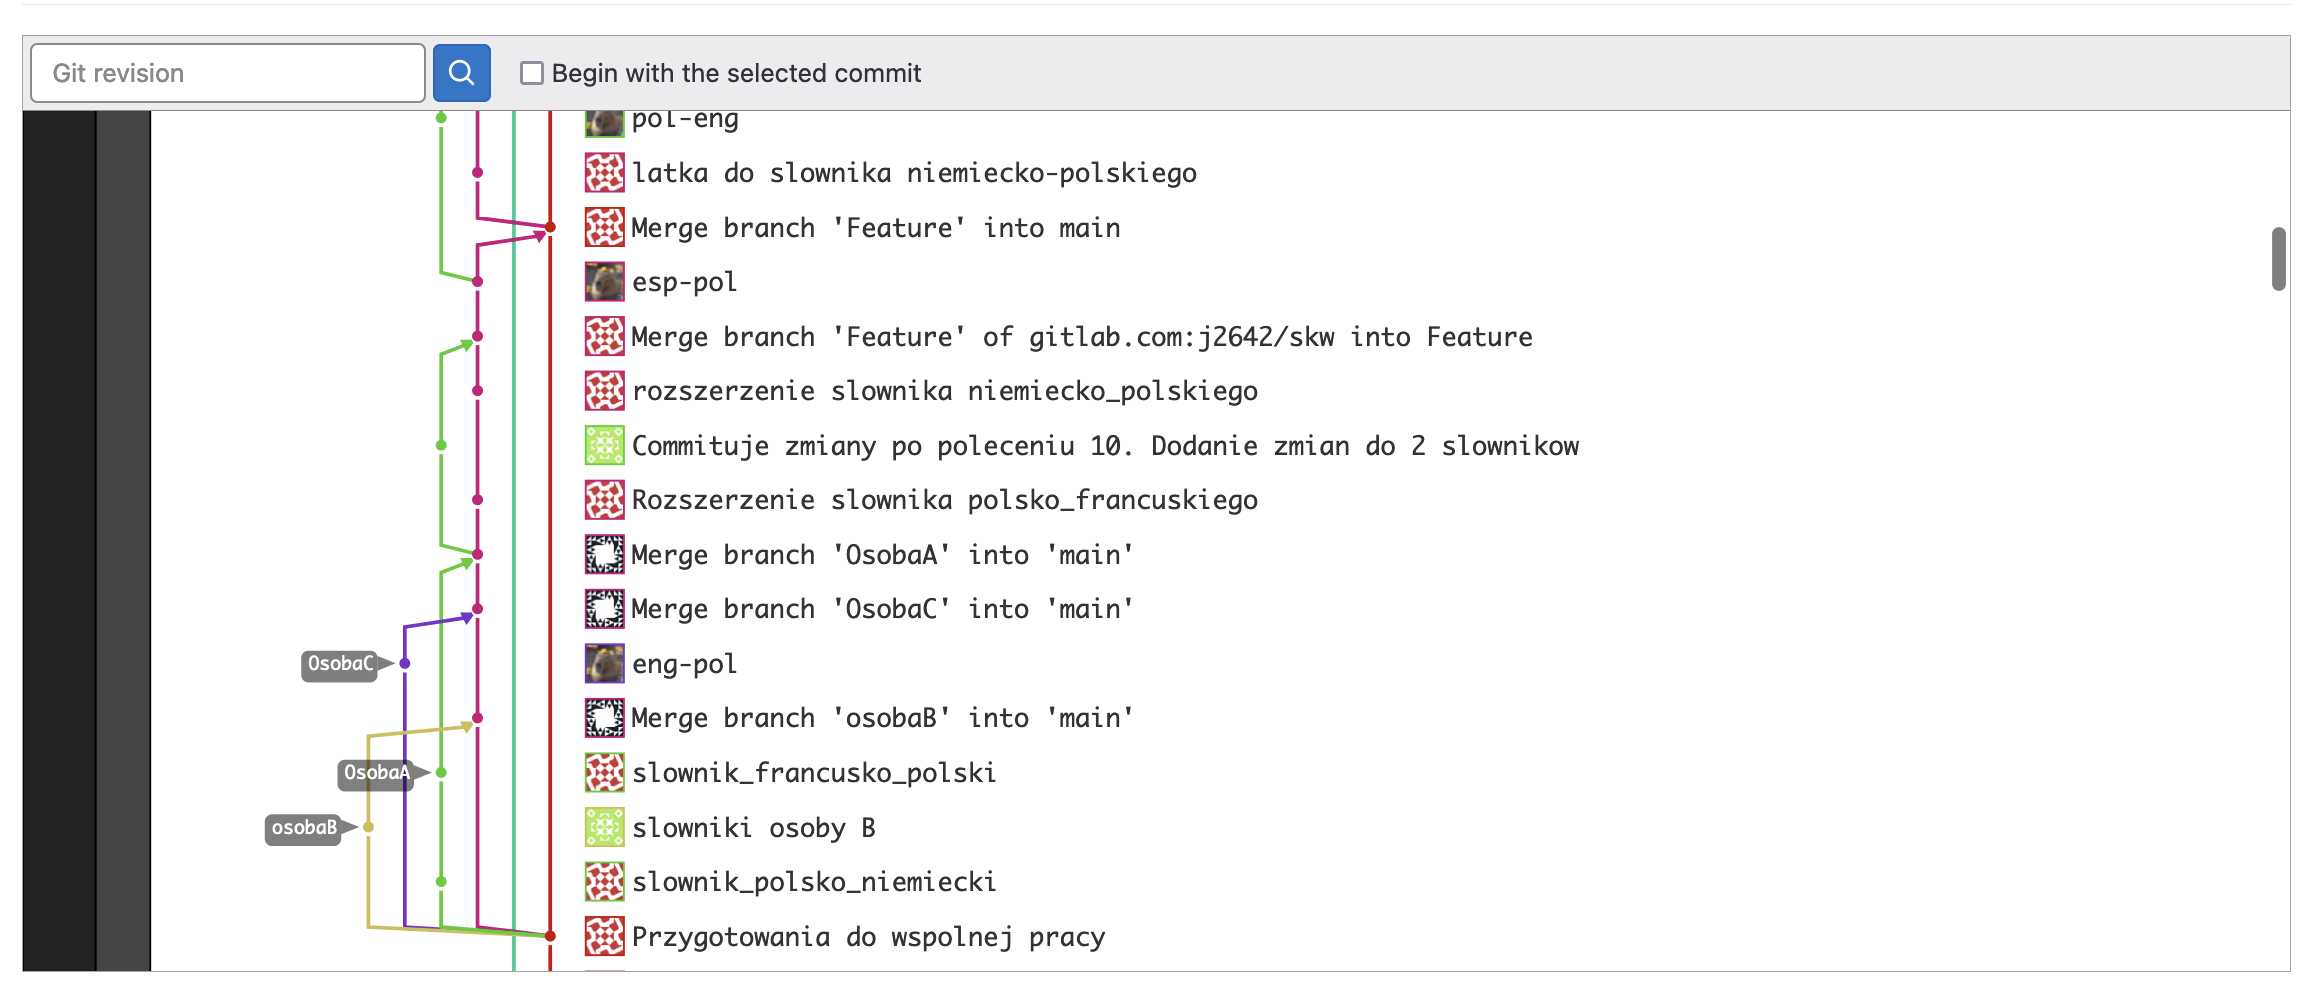 Git revision
Begin with the selected commit
pol-eng
latka do slownika niemiecko-polskiego
Merge branch 'Feature' into main
esp-pol
Merge branch 'Feature' of gitlab.com:j2642/skw into Feature
rozszerzenie slownika niemiecko_polskiego
Commituje zmiany po poleceniu 10. Dodanie zmian do 2 slownikow
Rozszerzenie slownika polsko_francuskiego
Merge branch 'OsobaA' into 'main'
Merge branch 'OsobaC' into 'main'
OsobaC eng-pol
Merge branch 'osobaB' into 'main'
OsobaA slownik_francusko_polski
osobaB slowniki osoby B
slownik_polsko_niemiecki
Przygotowania do wspolnej pracy